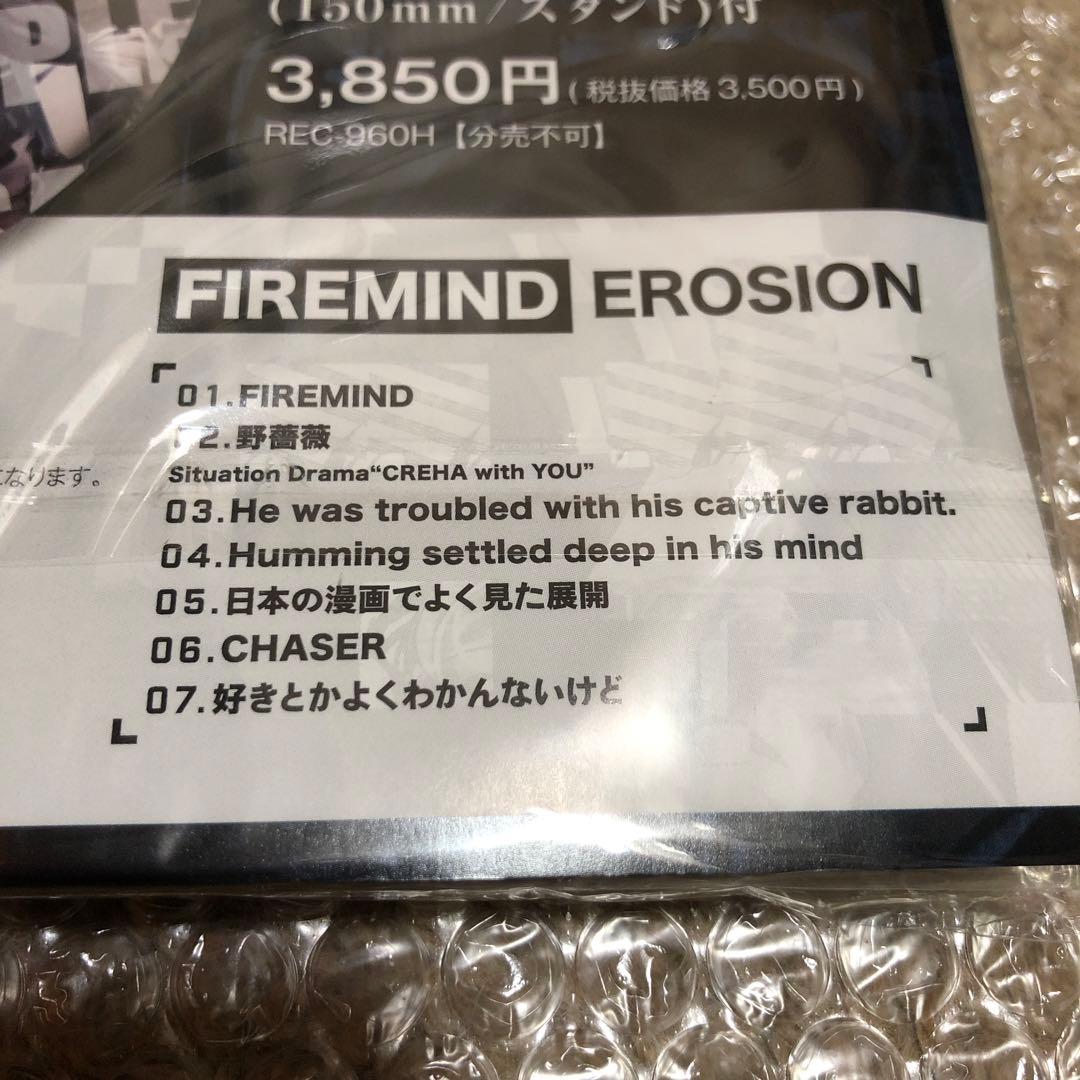 (150mm/スタンド)付
3,850円(税抜価格3,500円)
REC-960H【分売不可】
FIREMIND EROSION
01.FIREMIND
02.野薔薇
になります。
Situation Drama“CREHA with YOU”
03.He was troubled with his captive rabbit.
04.Humming settled deep in his mind
05.日本の漫画でよく見た展開
06.CHASER
07.好きとかよくわかんないけど